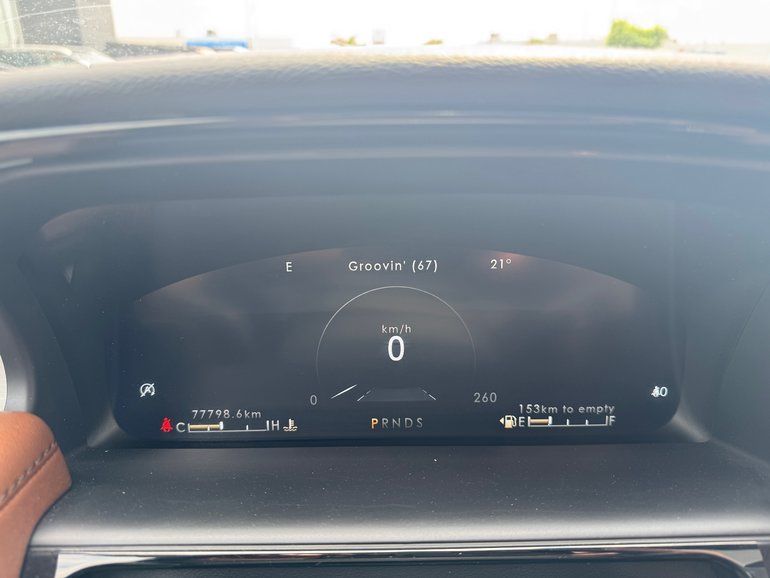 E Groovin' (67) 21°
km/h
0
0 260
77798.6km 153km to empty
C H PRNDS E F